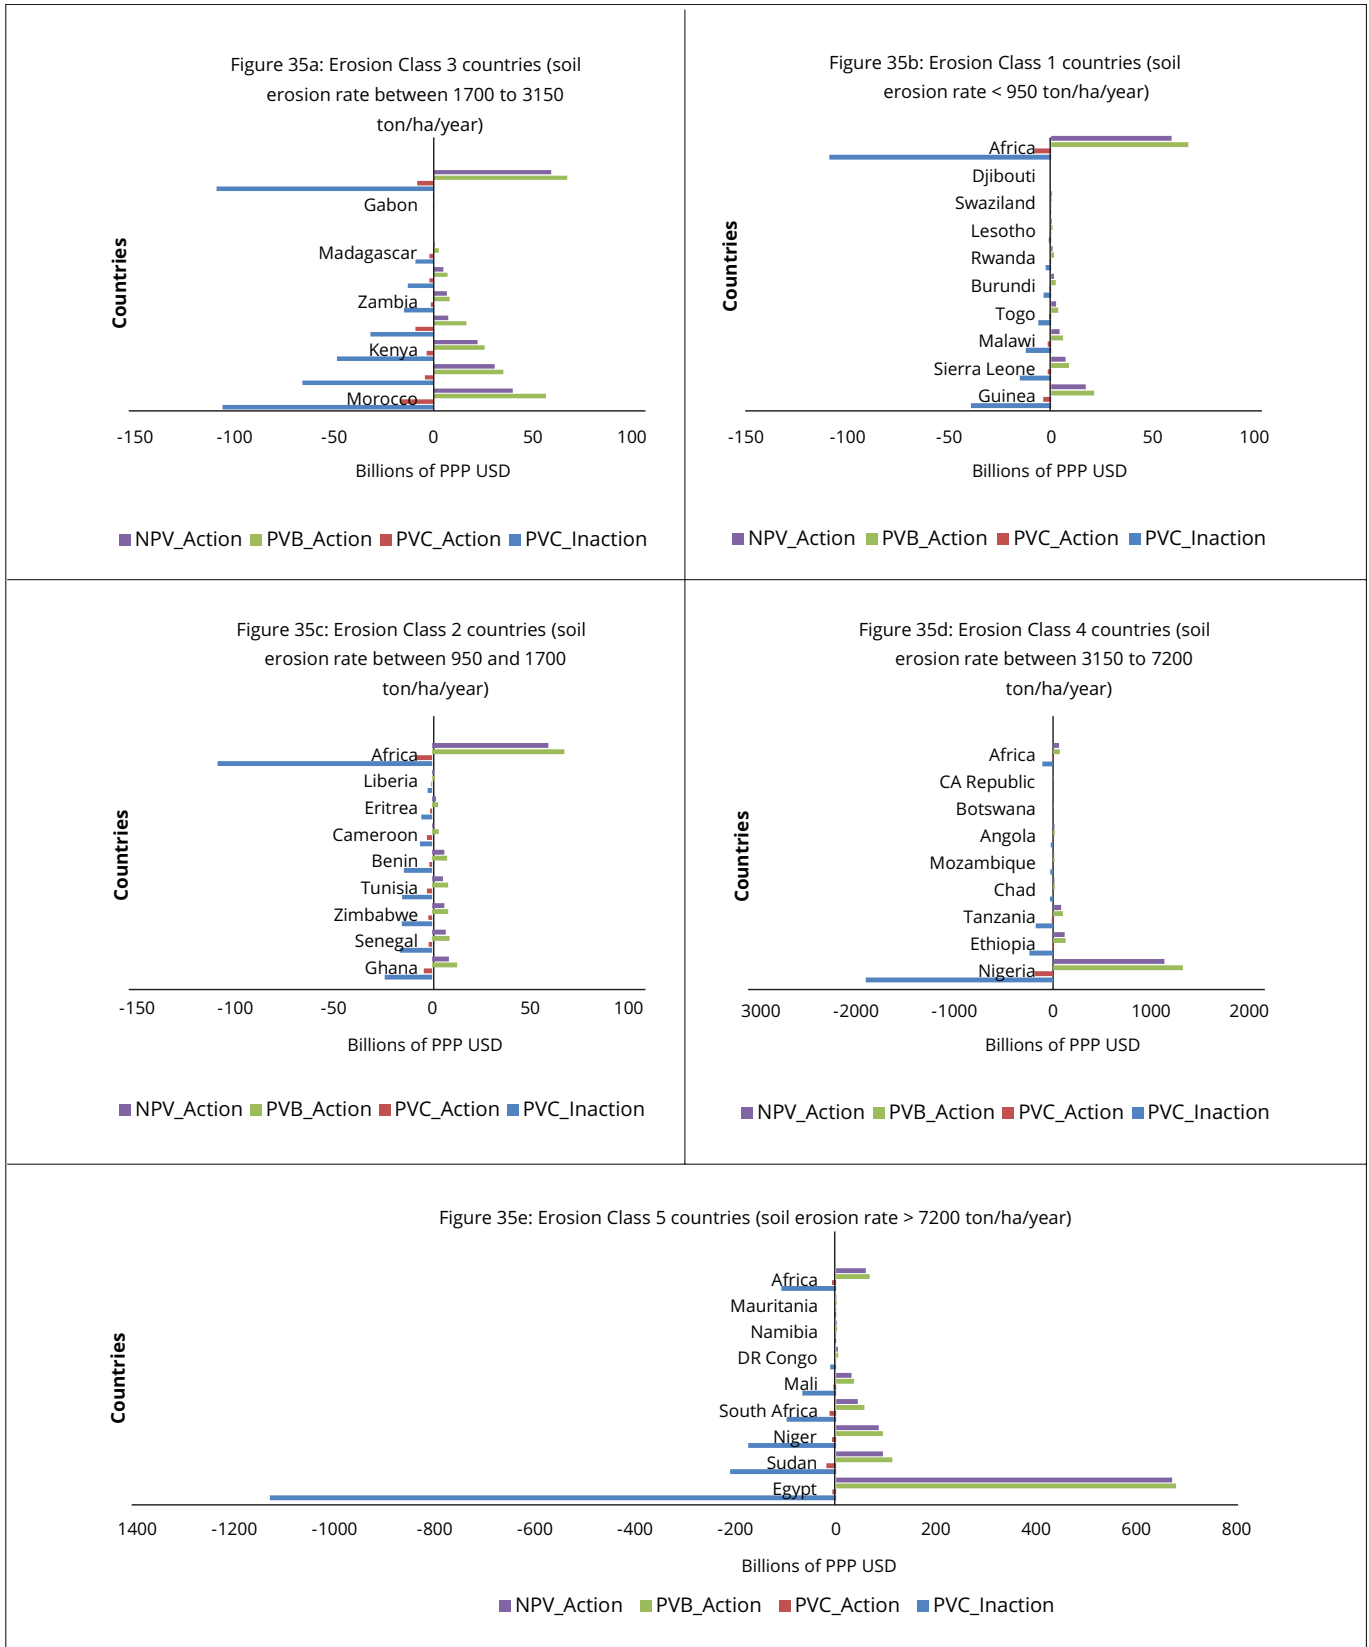 Figure 35a: Erosion Class 3 countries (soil
erosion rate between 1700 to 3150
ton/ha/year)
Countries
Gabon
Madagascar
Zambia
Kenya
Morocco
-150 -100 -50 0 50 100
Billions of PPP USD
NPV_Action PVB_Action PVC_Action PVC_Inaction
Figure 35b: Erosion Class 1 countries (soil
erosion rate < 950 ton/ha/year)
Countries
Africa
Djibouti
Swaziland
Lesotho
Rwanda
Burundi
Togo
Malawi
Sierra Leone
Guinea
-150 -100 -50 0 50 100
Billions of PPP USD
NPV_Action PVB_Action PVC_Action PVC_Inaction
Figure 35c: Erosion Class 2 countries (soil
erosion rate between 950 and 1700
ton/ha/year)
Countries
Africa
Liberia
Eritrea
Cameroon
Benin
Tunisia
Zimbabwe
Senegal
Ghana
-150 -100 -50 0 50 100
Billions of PPP USD
NPV_Action PVB_Action PVC_Action PVC_Inaction
Figure 35d: Erosion Class 4 countries (soil
erosion rate between 3150 to 7200
ton/ha/year)
Countries
Africa
CA Republic
Botswana
Angola
Mozambique
Chad
Tanzania
Ethiopia
Nigeria
3000 -2000 -1000 0 1000 2000
Billions of PPP USD
NPV_Action PVB_Action PVC_Action PVC_Inaction
Figure 35e: Erosion Class 5 countries (soil erosion rate > 7200 ton/ha/year)
Countries
Africa
Mauritania
Namibia
DR Congo
Mali
South Africa
Niger
Sudan
Egypt
1400 -1200 -1000 -800 -600 -400 -200 0 200 400 600 800
Billions of PPP USD
NPV_Action PVB_Action PVC_Action PVC_Inaction